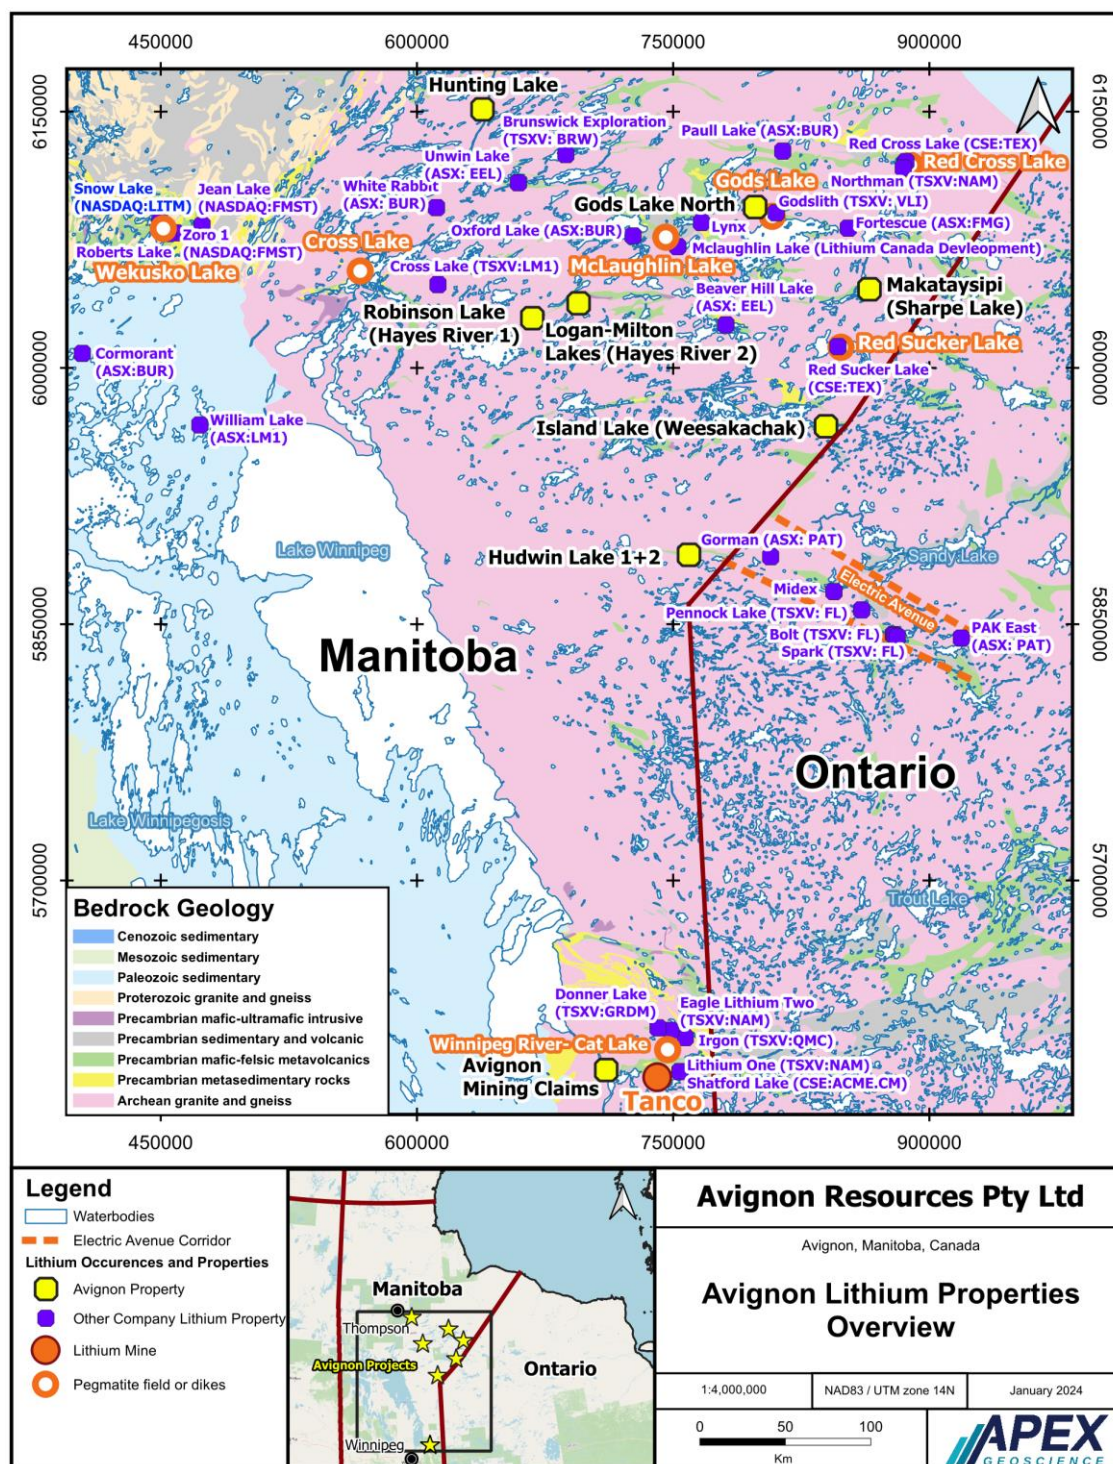 450000
600000
750000
900000
6150000
6150000
Hunting Lake
Brunswick Exploration
(TSXV: BRW)
Paull Lake (ASX:BUR)
Red Cross Lake (CSE:TEX)
Unwin Lake
(ASX: EEL)
Red Cross Lake
Gods Lake
Northman (TSXV:NAM)
Snow Lake
(NASDAQ:LITM)
Jean Lake
(NASDAQ:FMST)
White Rabbit
(ASX: BUR)
Gods Lake North
Godslith (TSXV: VLI)
Zoro 1
Oxford Lake (ASX:BUR)
Lynx
Fortescue (ASX:FMG)
Roberts Lake
(NASDAQ:FMST)
Cross Lake
Mclaughlin Lake (Lithium Canada Devleopment)
Wekusko Lake
McLaughlin Lake
Cross Lake (TSXV:LM1)
Beaver Hill Lake
(ASX: EEL)
Makataysipi
(Sharpe Lake)
Robinson Lake
(Hayes River 1)
Logan-Milton
Lakes (Hayes River 2)
Red Sucker Lake
Cormorant
(ASX:BUR)
6000000
6000000
Red Sucker Lake
(CSE:TEX)
William Lake
(ASX:LM1)
Island Lake (Weesakachak)
Lake Winnipeg
Hudwin Lake 1+2
Gorman (ASX: PAT)
Sandy Lake
Midex
Electric Avenue
Pennock Lake (TSXV: FL)
5850000
5850000
Bolt (TSXV: FL)
Spark (TSXV: FL)
PAK East
(ASX: PAT)
Manitoba
Ontario
Lake Winnipegosis
5700000
5700000
Trout Lake
Bedrock Geology
Cenozoic sedimentary
Mesozoic sedimentary
Paleozoic sedimentary
Proterozoic granite and gneiss
Precambrian mafic-ultramafic intrusive
Precambrian sedimentary and volcanic
Precambrian mafic-felsic metavolcanics
Precambrian metasedimentary rocks
Archean granite and gneiss
Donner Lake
(TSXV:GRDM)
Eagle Lithium Two
(TSXV:NAM)
Irgon (TSXV:QMC)
Winnipeg River- Cat Lake
Avignon
Mining Claims
Lithium One (TSXV:NAM)
Shatford Lake (CSE:ACME.CM)
Tanco
450000
600000
750000
900000
Legend
Waterbodies
Electric Avenue Corridor
Lithium Occurences and Properties
Avignon Property
Other Company Lithium Property
Lithium Mine
Pegmatite field or dikes
Manitoba
Thompson
Avignon Projects
Ontario
Winnipeg
Avignon Resources Pty Ltd
Avignon, Manitoba, Canada
Avignon Lithium Properties
Overview
1:4,000,000
NAD83 / UTM zone 14N
January 2024
0
50
100
Km
APEX
GEOSCIENCE